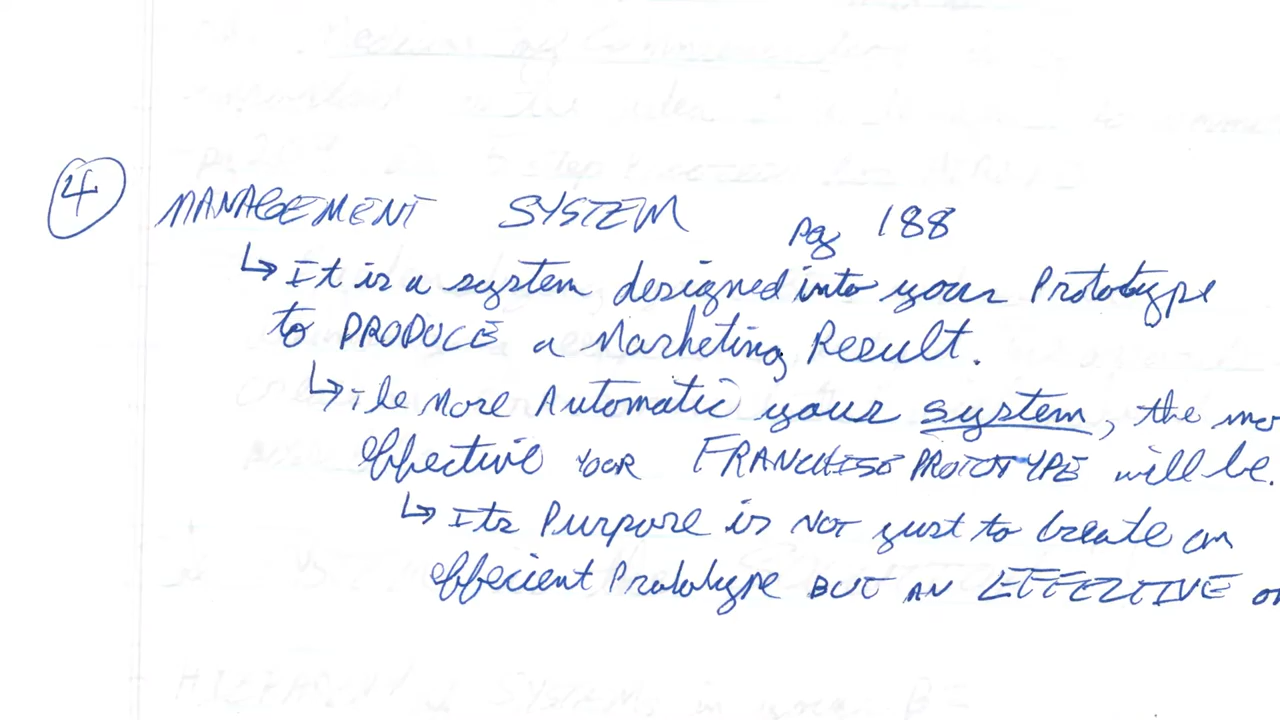 ④ MANAGEMENT SYSTEM pg 188
↳ It is a system designed into your Prototype
to PRODUCE a Marketing Result.
↳ The More Automatic your system, the mo
effective YOUR FRANCHISE PROTOTYPE will be.
↳ Its Purpose is NOT just to Create an
effecient Prototype BUT AN EFFECTIVE on